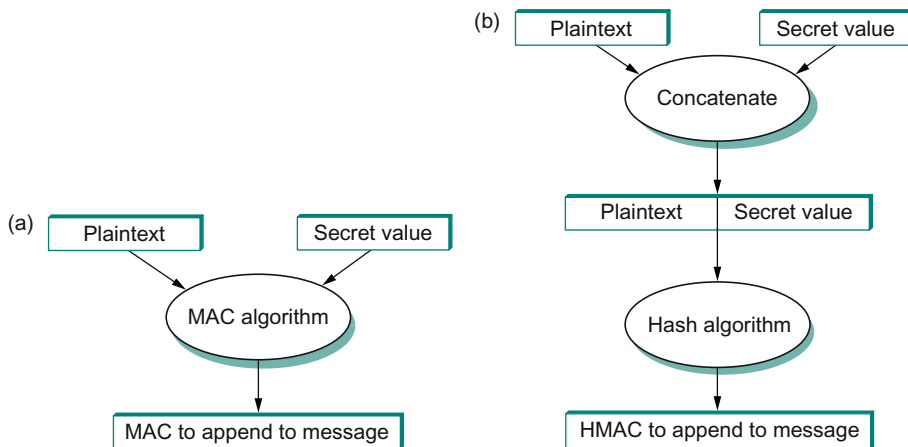 (a)
Plaintext
Secret value
MAC algorithm
MAC to append to message
(b)
Plaintext
Secret value
Concatenate
Plaintext
Secret value
Hash algorithm
HMAC to append to message